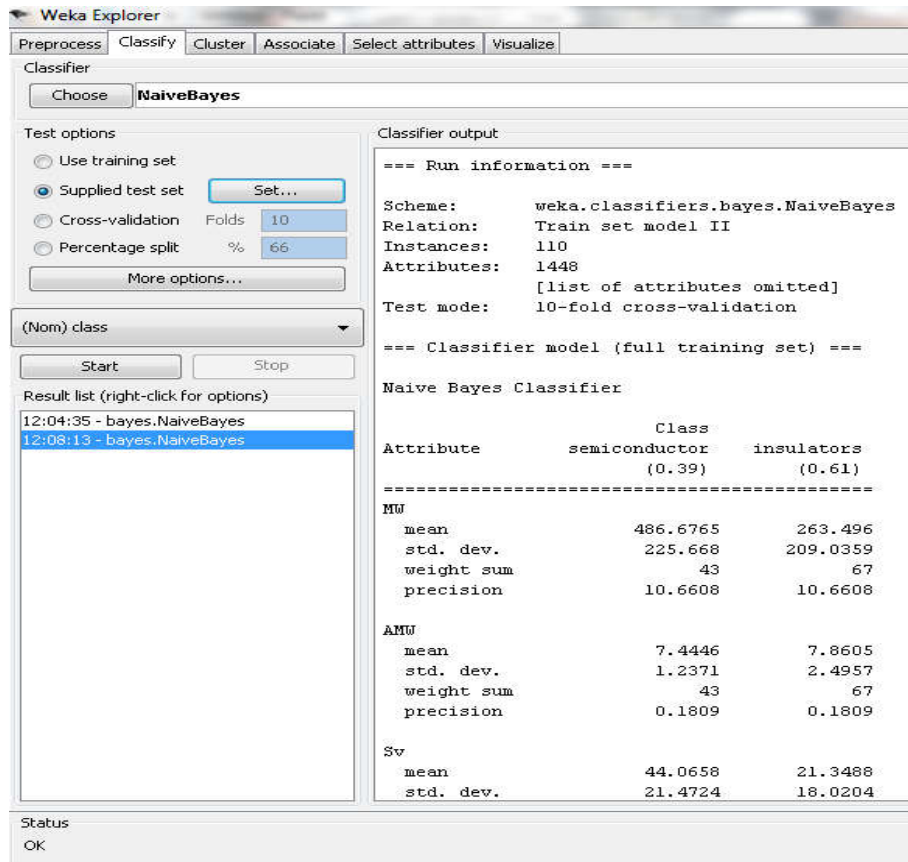 Weka Explorer
Preprocess Classify Cluster Associate Select attributes Visualize
Classifier
Choose NaiveBayes
Test options
Use training set
Supplied test set Set...
Cross-validation Folds 10
Percentage split % 66
More options...
(Nom) class
Start Stop
Result list (right-click for options)
12:04:35 - bayes.NaiveBayes
12:08:13 - bayes.NaiveBayes
Classifier output
=== Run information ===
Scheme: weka.classifiers.bayes.NaiveBayes
Relation: Train set model II
Instances: 110
Attributes: 1448
[list of attributes omitted]
Test mode: 10-fold cross-validation
=== Classifier model (full training set) ===
Naive Bayes Classifier
Class
Attribute semiconductor insulators
(0.39) (0.61)
=============================================
MW
mean 486.6765 263.496
std. dev. 225.668 209.0359
weight sum 43 67
precision 10.6608 10.6608
AMW
mean 7.4446 7.8605
std. dev. 1.2371 2.4957
weight sum 43 67
precision 0.1809 0.1809
Sv
mean 44.0658 21.3488
std. dev. 21.4724 18.0204
Status
OK